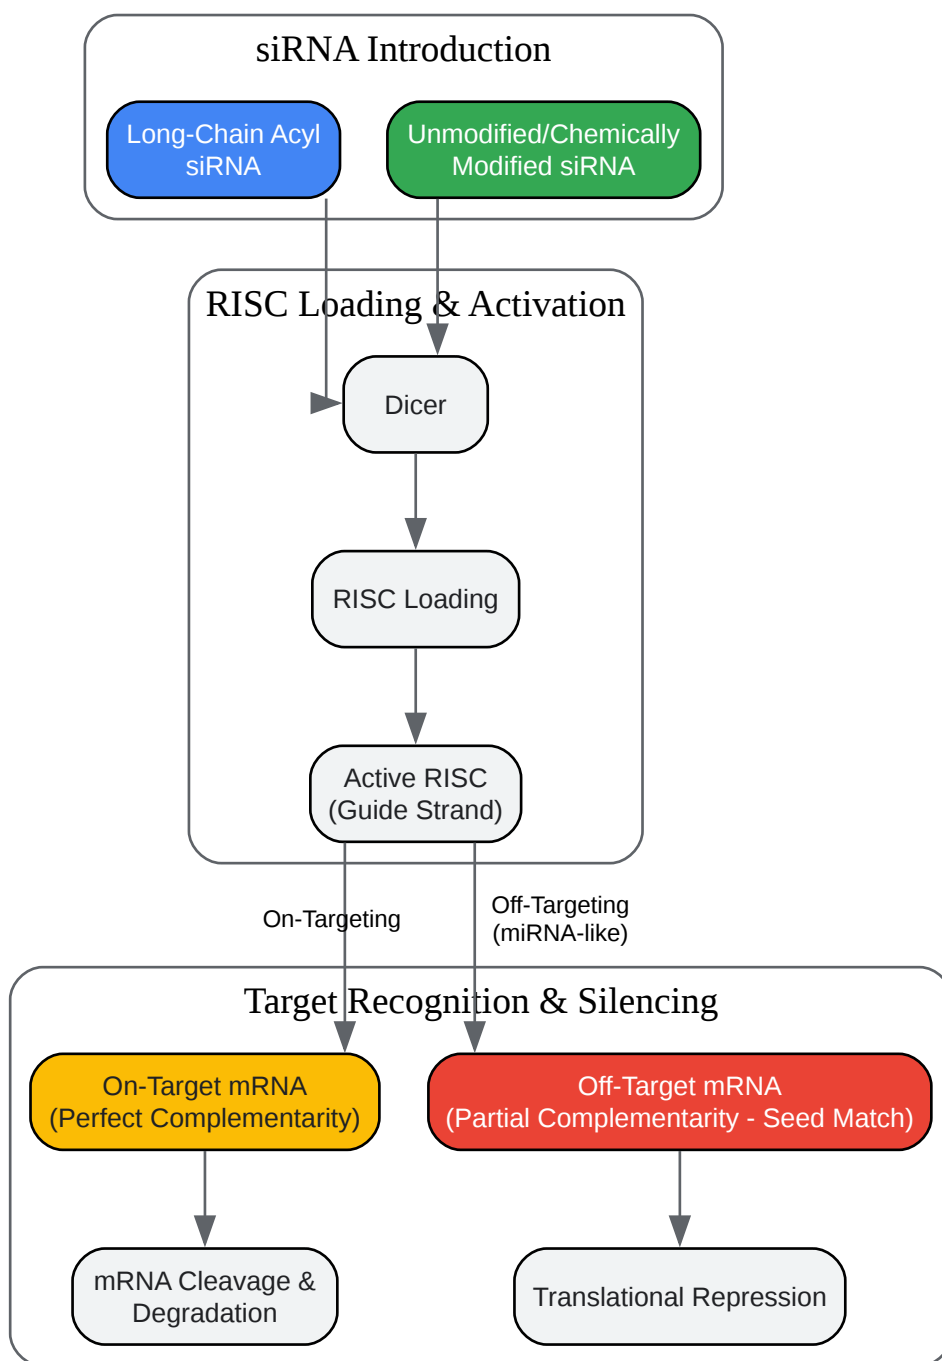 siRNA Introduction
Long-Chain Acyl
siRNA
Unmodified/Chemically
Modified siRNA
RISC Loading & Activation
Dicer
RISC Loading
Active RISC
(Guide Strand)
On-Targeting
Off-Targeting
(miRNA-like)
Target Recognition & Silencing
On-Target mRNA
(Perfect Complementarity)
Off-Target mRNA
(Partial Complementarity - Seed Match)
mRNA Cleavage &
Degradation
Translational Repression